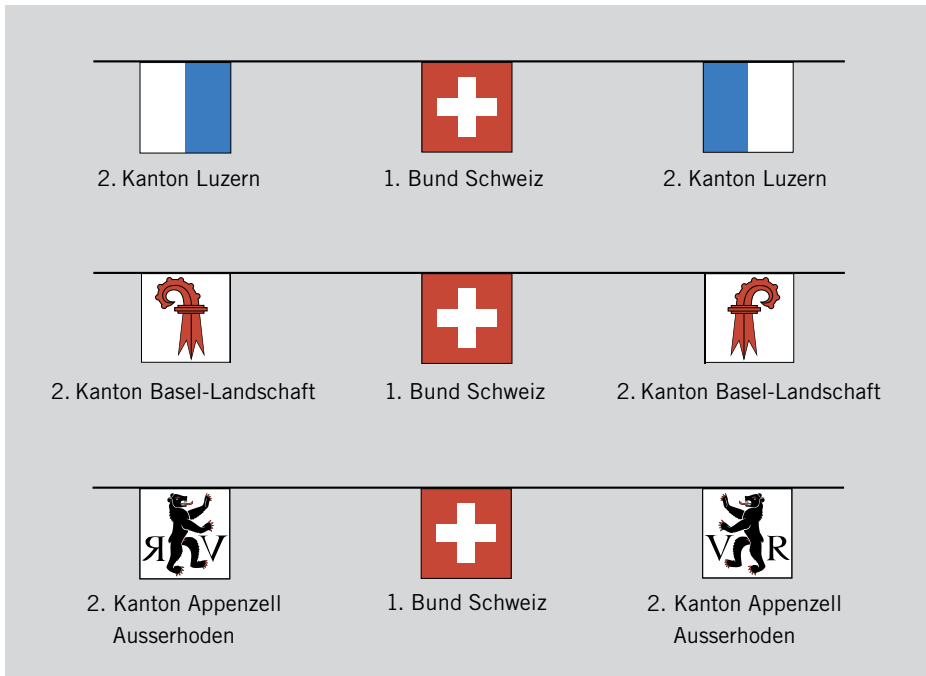 2. Kanton Luzern
1. Bund Schweiz
2. Kanton Luzern
2. Kanton Basel-Landschaft
1. Bund Schweiz
2. Kanton Basel-Landschaft
ЯV
VR
2. Kanton Appenzell
Ausserhoden
1. Bund Schweiz
2. Kanton Appenzell
Ausserhoden